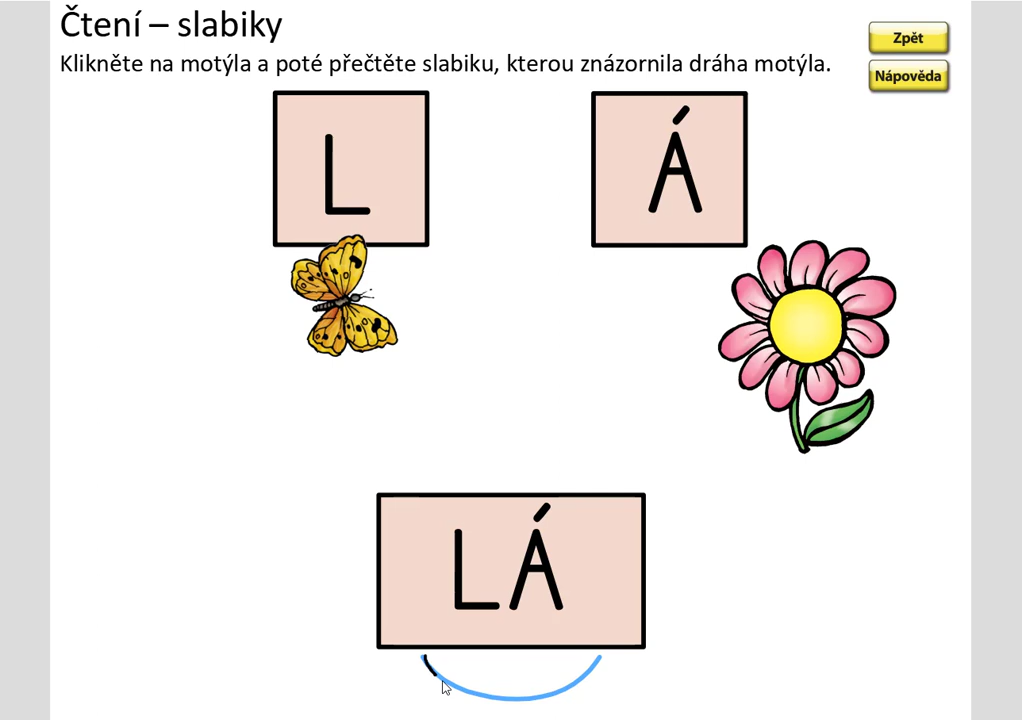 Čtení – slabiky
Zpět
Klikněte na motýla a poté přečtěte slabiku, kterou znázornila dráha motýla.
Nápověda
L Á
LÁ